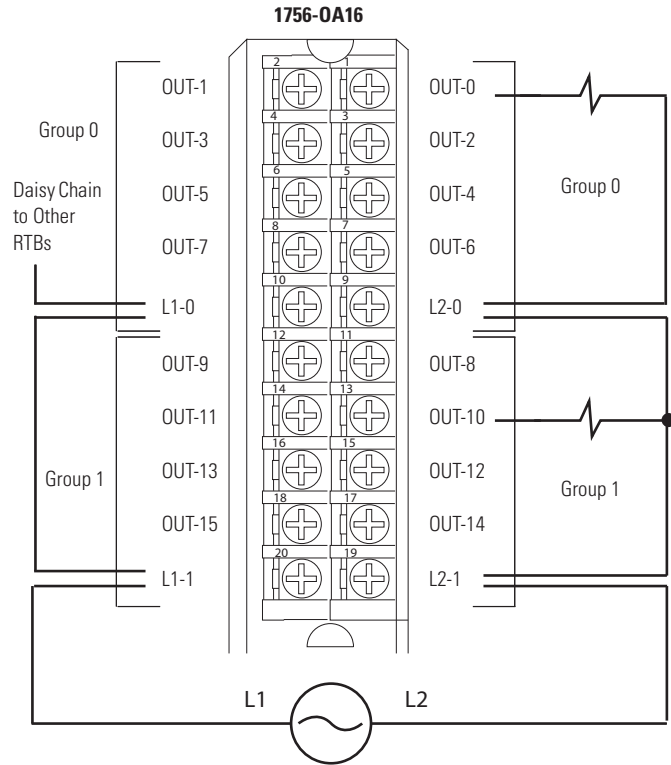 1756-OA16
2 1
OUT-1 OUT-0
4 3
Group 0 OUT-3 OUT-2
6 5
Daisy Chain
to Other
RTBs
OUT-5 OUT-4 Group 0
8 7
OUT-7 OUT-6
10 9
L1-0 L2-0
12 11
OUT-9 OUT-8
14 13
OUT-11 OUT-10
16 15
Group 1 OUT-13 OUT-12 Group 1
18 17
OUT-15 OUT-14
20 19
L1-1 L2-1
L1 L2